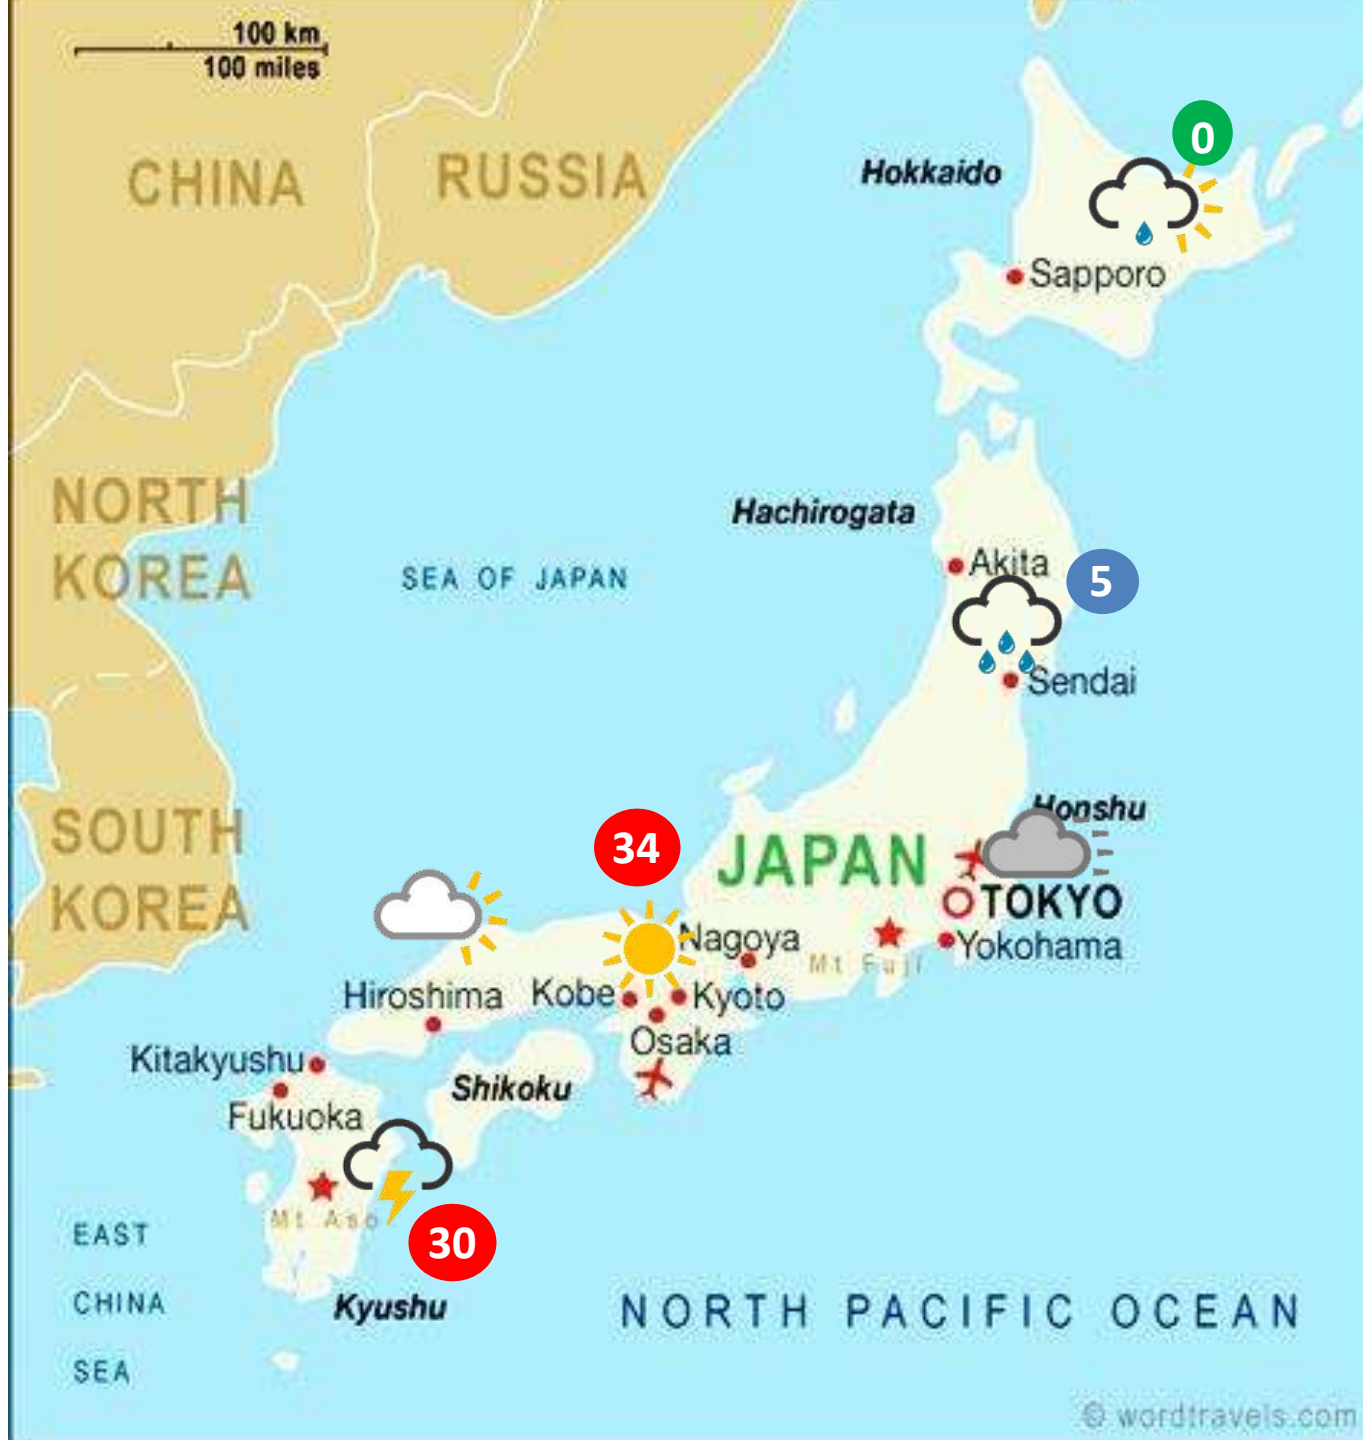 100 km
100 miles
CHINA
RUSSIA
Hokkaido
0
Sapporo
NORTH
KOREA
Hachirogata
SEA OF JAPAN
Akita
5
Sendai
SOUTH
KOREA
Honshu
34
JAPAN
TOKYO
Nagoya
Mt Fuji
Yokohama
Hiroshima
Kobe
Kyoto
Osaka
Kitakyushu
Shikoku
Fukuoka
Mt Aso
30
EAST
CHINA
SEA
Kyushu
NORTH PACIFIC OCEAN
© wordtravels.com